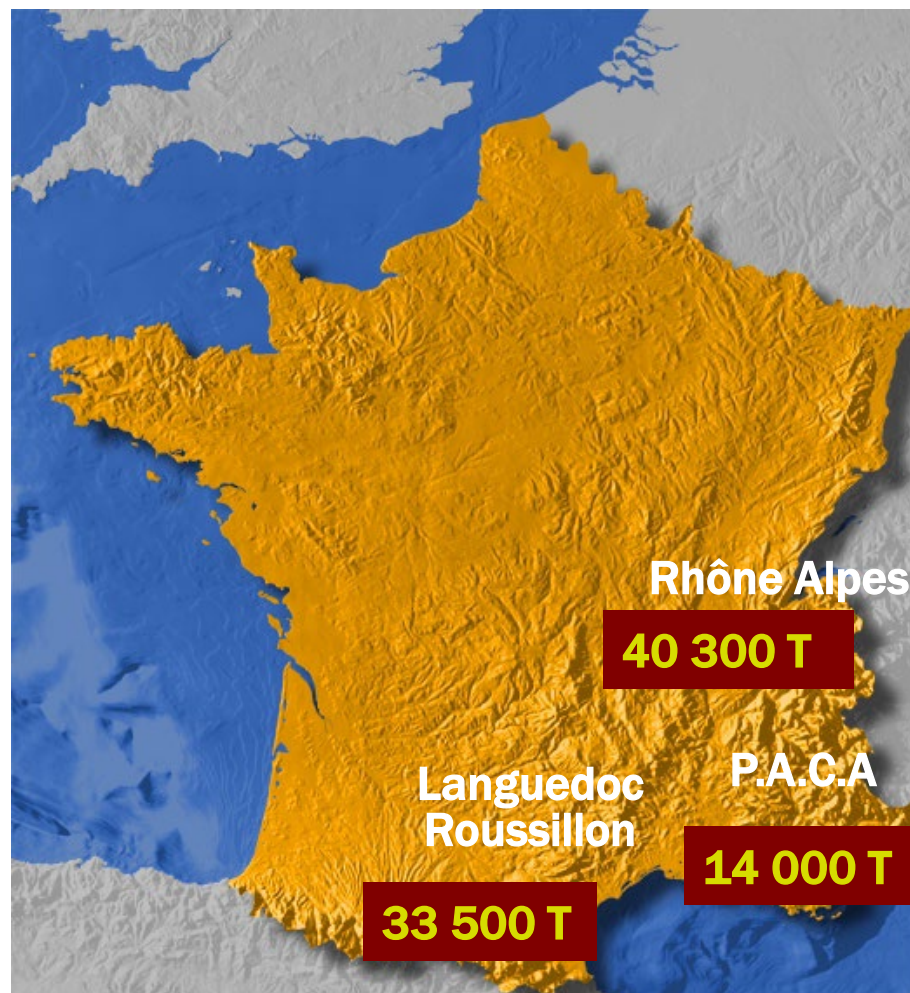 Rhône Alpes
40 300 T
P.A.C.A
14 000 T
Languedoc
Roussillon
33 500 T